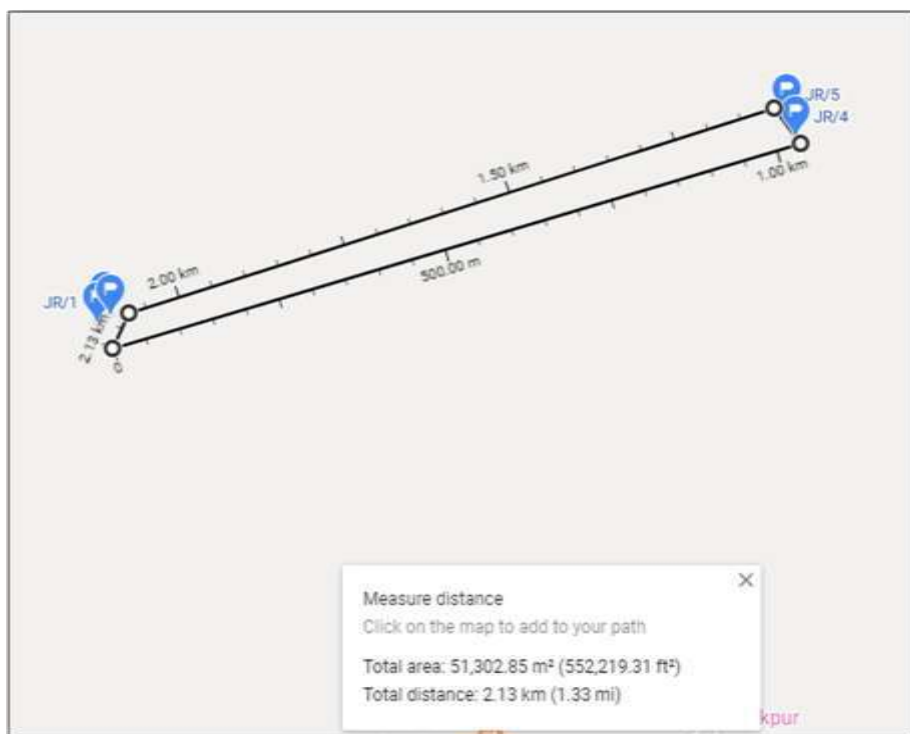 JR/5
JR/4
1.50 km
1.00 km
2.00 km
500.00 m
JR/1
2.13 km
0
Measure distance
Click on the map to add to your path
Total area: 51,302.85 m² (552,219.31 ft²)
Total distance: 2.13 km (1.33 mi)
kpur